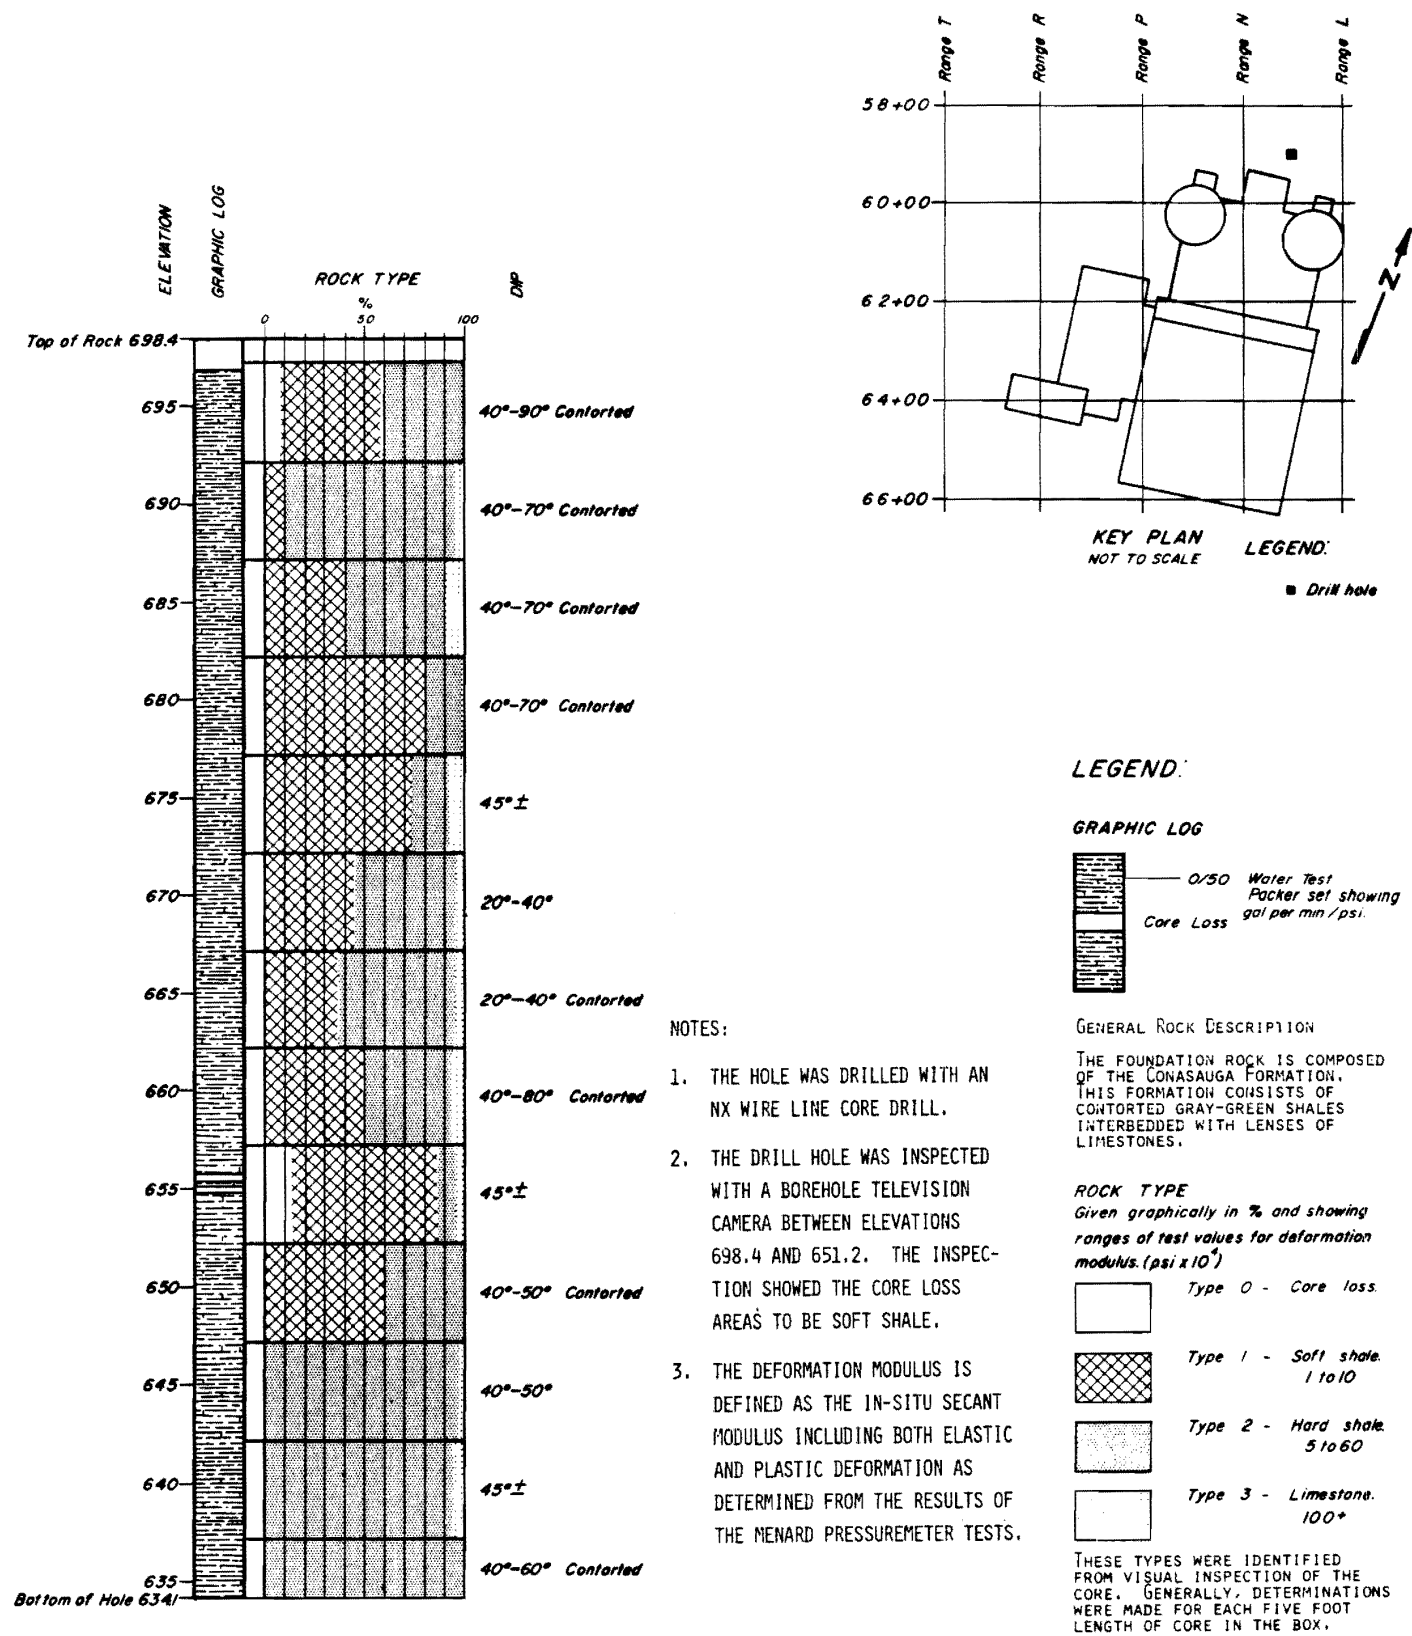 Range T
Range R
Range P
Range N
Range L
58+00
60+00
62+00
64+00
66+00
N
KEY PLAN
NOT TO SCALE
LEGEND:
Drill hole
ELEVATION
GRAPHIC LOG
ROCK TYPE
%
0 50 100
DIP
Top of Rock 698.4
695 40°-90° Contorted
690 40°-70° Contorted
685 40°-70° Contorted
680 40°-70° Contorted
675 45°±
670 20°-40°
665 20°-40° Contorted
660 40°-80° Contorted
655 45°±
650 40°-50° Contorted
645 40°-50°
640 45°±
635 40°-60° Contorted
Bottom of Hole 634.1
NOTES:
1. THE HOLE WAS DRILLED WITH AN
NX WIRE LINE CORE DRILL.
2. THE DRILL HOLE WAS INSPECTED
WITH A BOREHOLE TELEVISION
CAMERA BETWEEN ELEVATIONS
698.4 AND 651.2. THE INSPEC-
TION SHOWED THE CORE LOSS
AREAS TO BE SOFT SHALE.
3. THE DEFORMATION MODULUS IS
DEFINED AS THE IN-SITU SECANT
MODULUS INCLUDING BOTH ELASTIC
AND PLASTIC DEFORMATION AS
DETERMINED FROM THE RESULTS OF
THE MENARD PRESSUREMETER TESTS.
LEGEND:
GRAPHIC LOG
0/50 Water Test
Packer set showing
gal per min/psi.
Core Loss
GENERAL ROCK DESCRIPTION
THE FOUNDATION ROCK IS COMPOSED
OF THE CONASAUGA FORMATION.
THIS FORMATION CONSISTS OF
CONTORTED GRAY-GREEN SHALES
INTERBEDDED WITH LENSES OF
LIMESTONES.
ROCK TYPE
Given graphically in % and showing
ranges of test values for deformation
modulus. (psi x 10⁴)
Type 0 - Core loss.
Type 1 - Soft shale.
1 to 10
Type 2 - Hard shale.
5 to 60
Type 3 - Limestone.
100+
THESE TYPES WERE IDENTIFIED
FROM VISUAL INSPECTION OF THE
CORE. GENERALLY, DETERMINATIONS
WERE MADE FOR EACH FIVE FOOT
LENGTH OF CORE IN THE BOX.